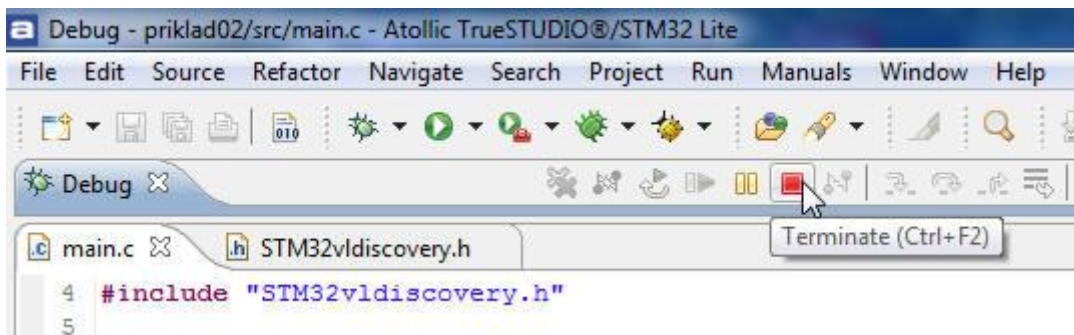 Debug - priklad02/src/main.c - Atollic TrueSTUDIO®/STM32 Lite
File Edit Source Refactor Navigate Search Project Run Manuals Window Help
010
Debug
.c main.c .h STM32vldiscovery.h
Terminate (Ctrl+F2)
4 #include "STM32vldiscovery.h"
5